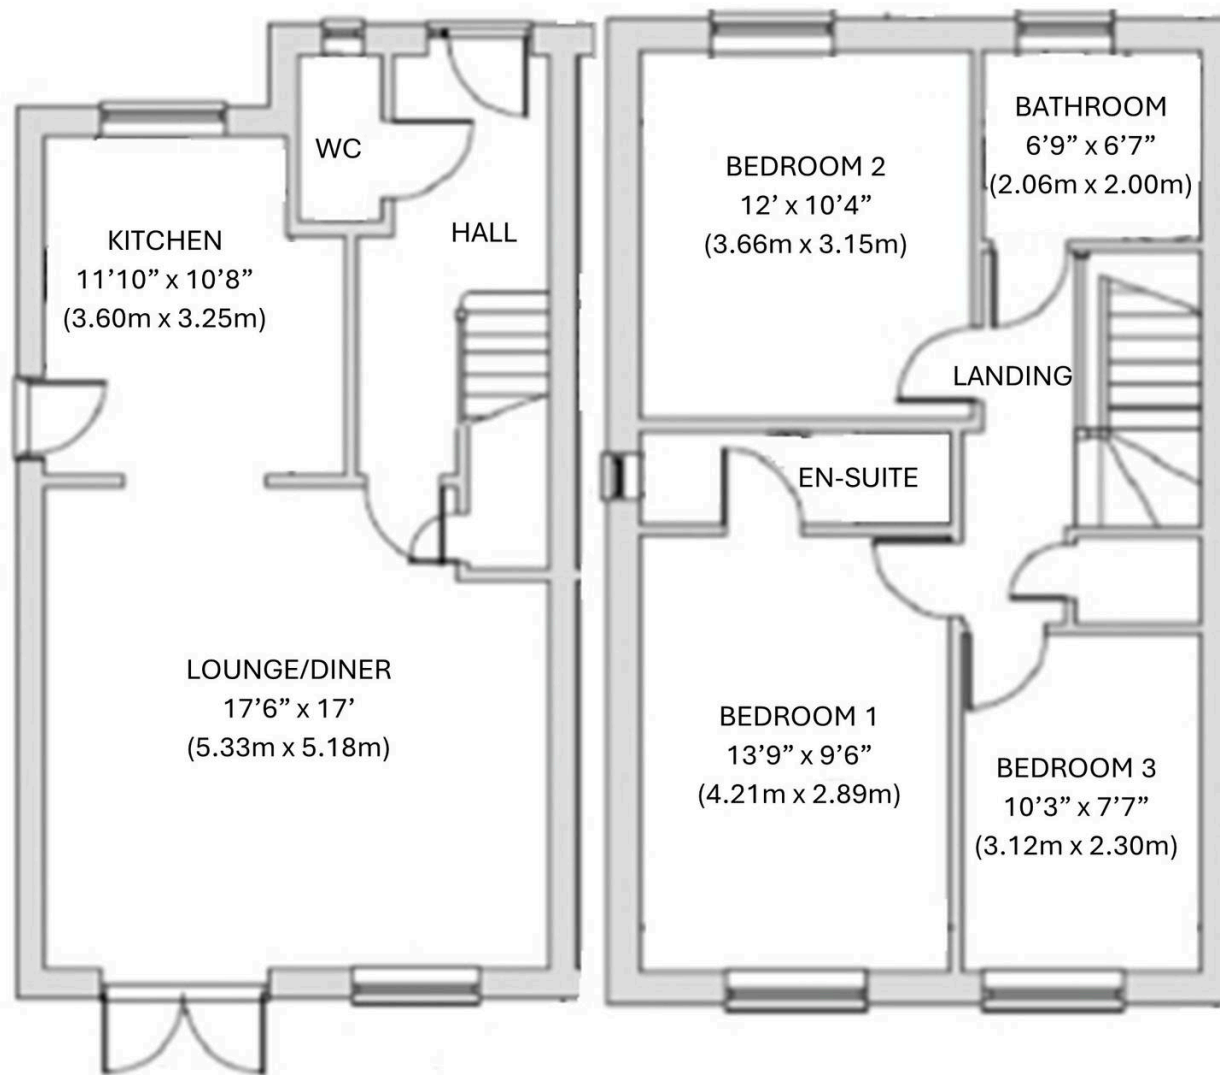 WC
KITCHEN
11’10” x 10’8”
(3.60m x 3.25m)
HALL
LOUNGE/DINER
17’6” x 17’
(5.33m x 5.18m)
BEDROOM 2
12’ x 10’4”
(3.66m x 3.15m)
BATHROOM
6’9” x 6’7”
(2.06m x 2.00m)
LANDING
EN-SUITE
BEDROOM 1
13’9” x 9’6”
(4.21m x 2.89m)
BEDROOM 3
10’3” x 7’7”
(3.12m x 2.30m)